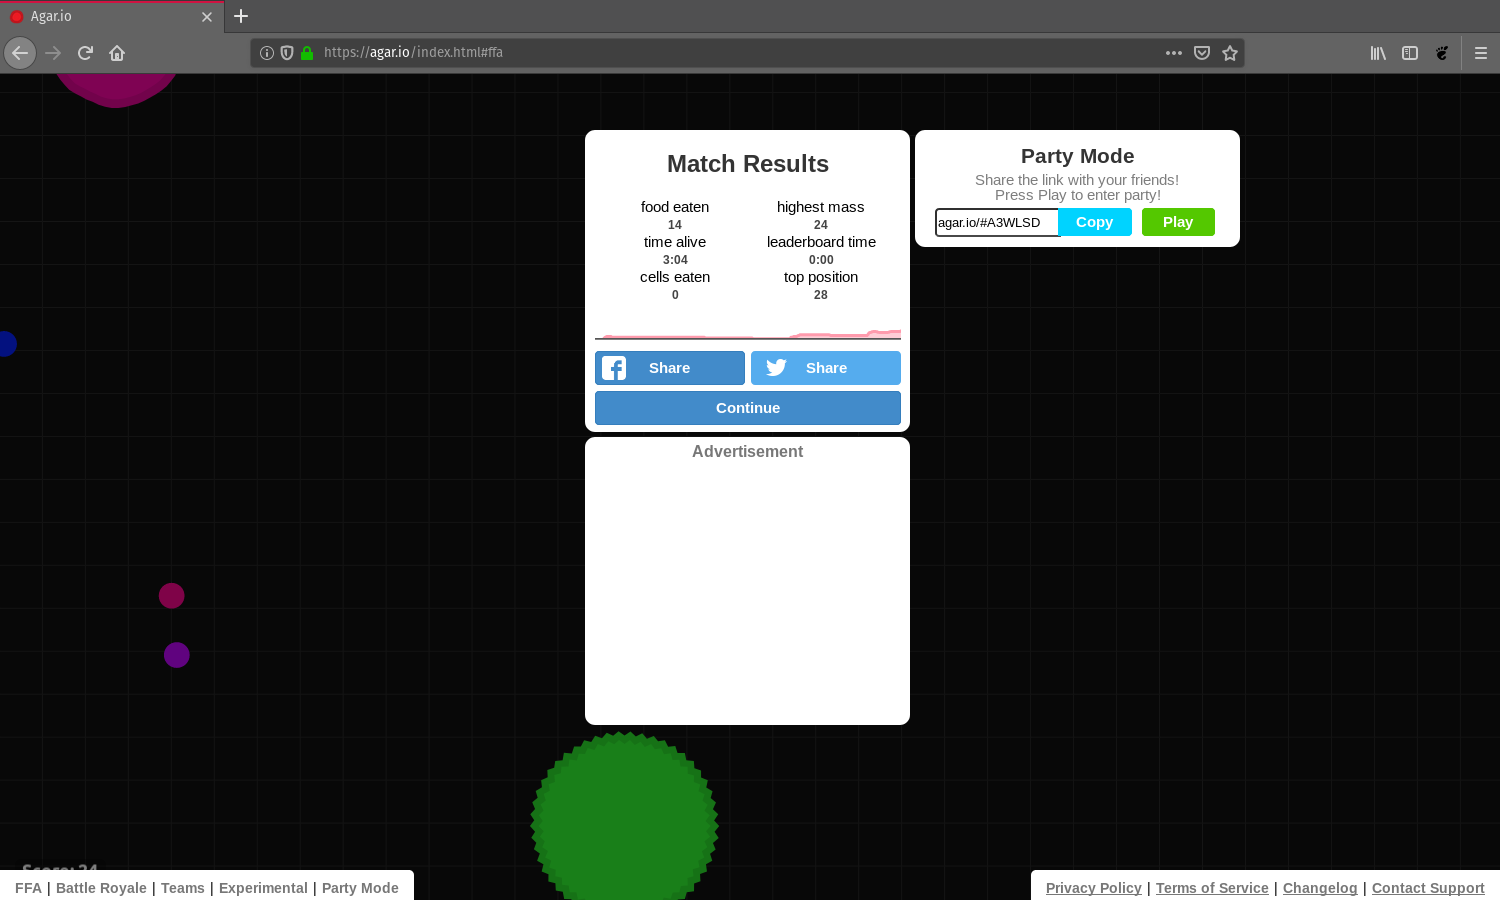 Agar.io
https://agar.io/index.html#ffa
Match Results
food eaten
14
highest mass
24
time alive
3:04
leaderboard time
0:00
cells eaten
0
top position
28
Share
Share
Continue
Advertisement
Party Mode
Share the link with your friends!
Press Play to enter party!
agar.io/#A3WLSD
Copy
Play
Score: 24
FFA | Battle Royale | Teams | Experimental | Party Mode
Privacy Policy | Terms of Service | Changelog | Contact Support